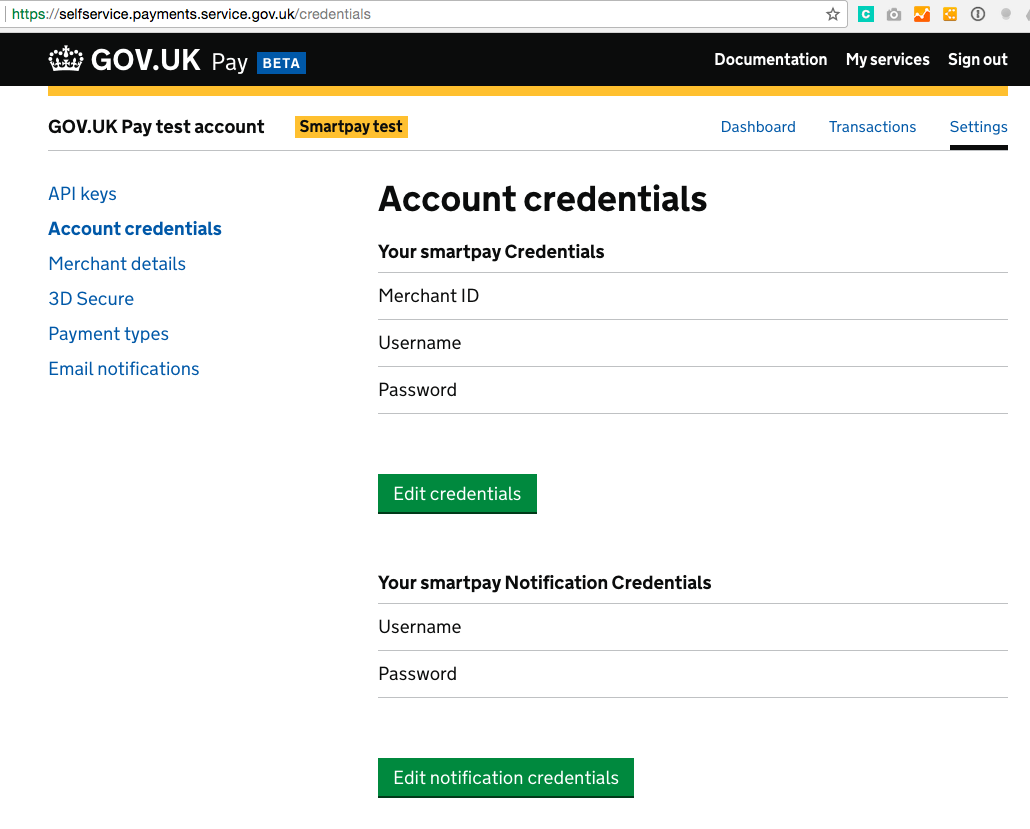 https://selfservice.payments.service.gov.uk/credentials
GOV.UK Pay BETA Documentation My services Sign out
GOV.UK Pay test account Smartpay test Dashboard Transactions Settings
API keys
Account credentials
Merchant details
3D Secure
Payment types
Email notifications
Account credentials
Your smartpay Credentials
Merchant ID
Username
Password
Edit credentials
Your smartpay Notification Credentials
Username
Password
Edit notification credentials